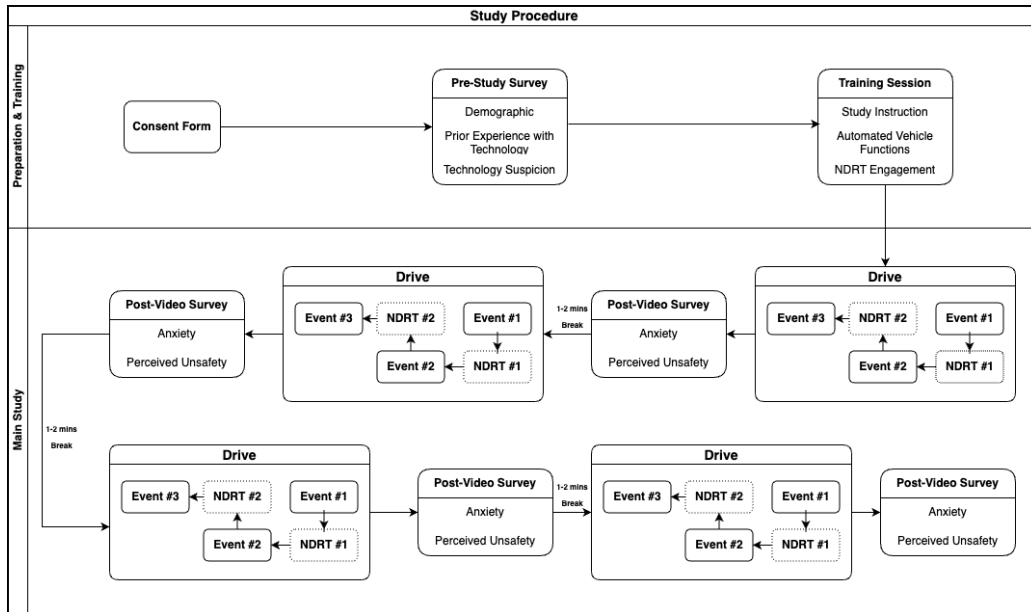 Study Procedure
Preparation & Training
Consent Form
Pre-Study Survey
Demographic
Prior Experience with
Technology
Technology Suspicion
Training Session
Study Instruction
Automated Vehicle
Functions
NDRT Engagement
Main Study
Drive
Event #1
NDRT #1
Event #2
NDRT #2
Event #3
Post-Video Survey
Anxiety
Perceived Unsafety
1-2 mins
Break
Drive
Event #1
NDRT #1
Event #2
NDRT #2
Event #3
Post-Video Survey
Anxiety
Perceived Unsafety
1-2 mins
Break
Drive
Event #3
NDRT #2
Event #1
Event #2
NDRT #1
Post-Video Survey
Anxiety
Perceived Unsafety
1-2 mins
Break
Drive
Event #3
NDRT #2
Event #1
Event #2
NDRT #1
Post-Video Survey
Anxiety
Perceived Unsafety